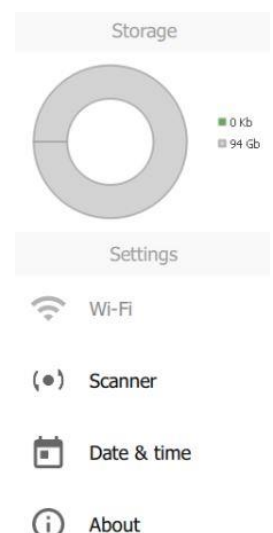 Storage
0 Kb
94 Gb
Settings
Wi-Fi
Scanner
Date & time
About